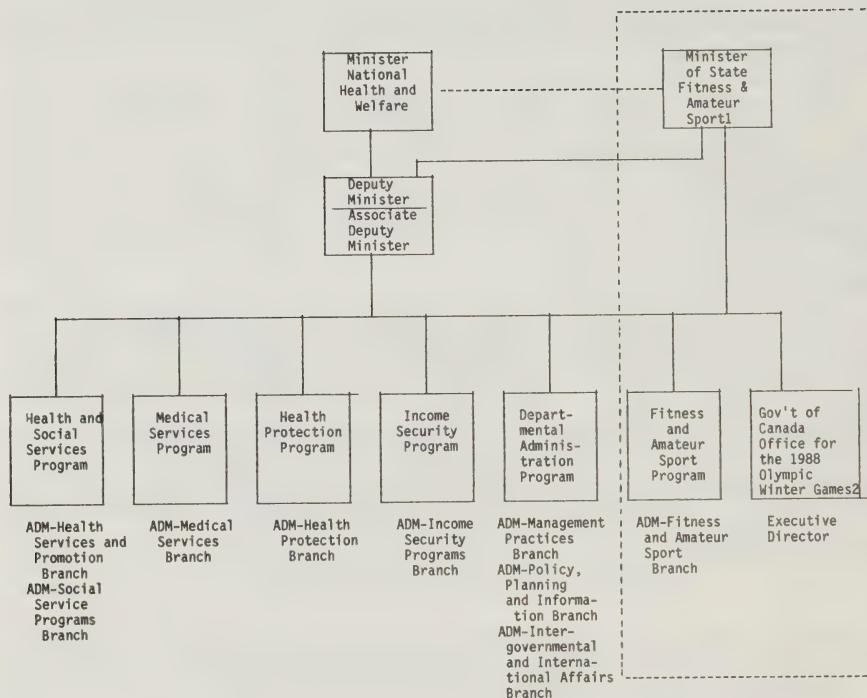 Minister
National
Health and
Welfare
Minister
of State
Fitness &
Amateur
Sport1
Deputy
Minister
Associate
Deputy
Minister
Health and
Social
Services
Program
Medical
Services
Program
Health
Protection
Program
Income
Security
Program
Depart-
mental
Adminis-
tration
Program
Fitness
and
Amateur
Sport
Program
Gov't of
Canada
Office for
the 1988
Olympic
Winter Games2
ADM-Health
Services and
Promotion
Branch
ADM-Social
Service
Programs
Branch
ADM-Medical
Services
Branch
ADM-Health
Protection
Branch
ADM-Income
Security
Programs
Branch
ADM-Management
Practices
Branch
ADM-Policy,
Planning
and Informa-
tion Branch
ADM-Inter-
governmental
and Interna-
tional Affairs
Branch
ADM-Fitness
and Amateur
Sport
Branch
Executive
Director